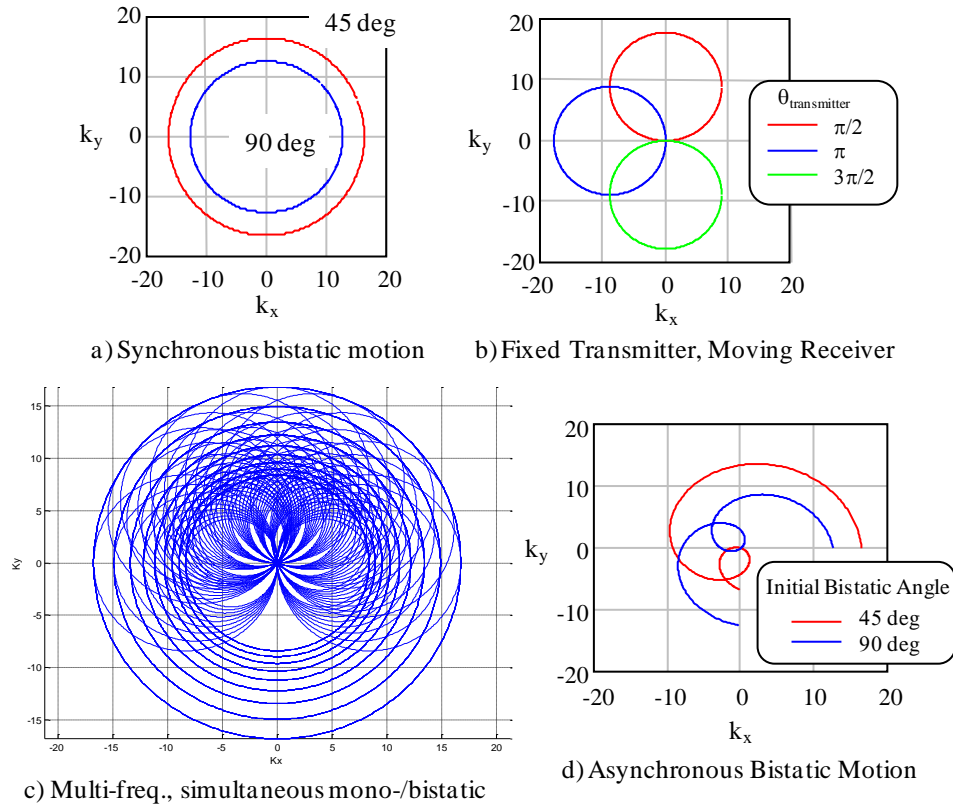 45 deg
20
10
k_y 0
90 deg
-10
-20
-20 -10 0 10 20
k_x
a) Synchronous bistatic motion
20
10
k_y 0
-10
-20
-20 -10 0 10 20
k_x
θ_transmitter
π/2
π
3π/2
b) Fixed Transmitter, Moving Receiver
15
10
5
Ky 0
-5
-10
-15
-20 -15 -10 -5 0 5 10 15 20
Kx
c) Multi-freq., simultaneous mono-/bistatic
20
10
k_y 0
-10
-20
-20 -10 0 10 20
k_x
Initial Bistatic Angle
45 deg
90 deg
d) Asynchronous Bistatic Motion